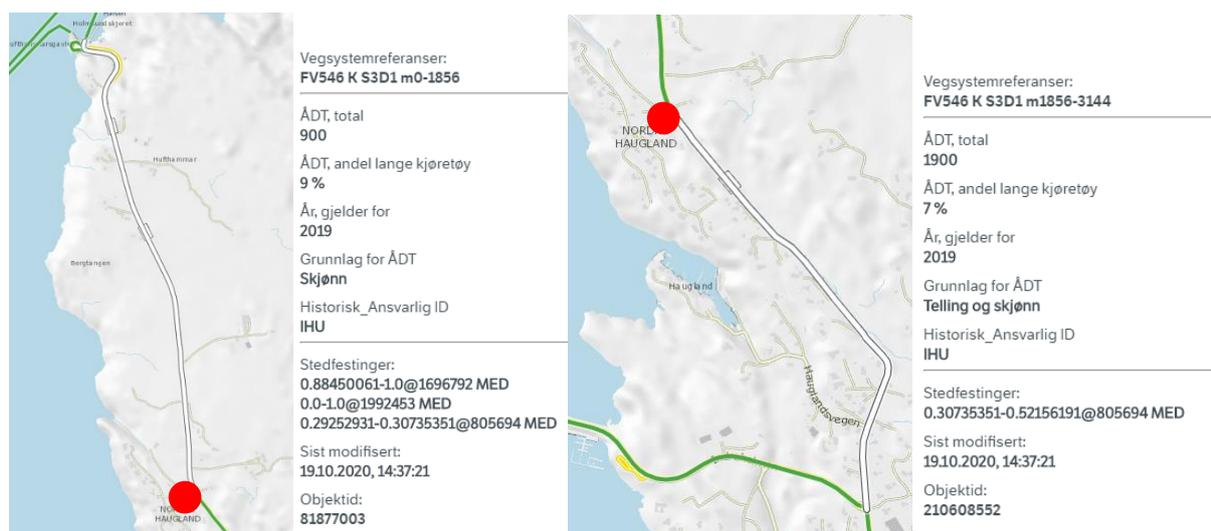 Holmesundskjeret
Hufthammar
Bergtangen
HAUGLAND
Vegsystemreferanser:
FV546 K S3D1 m0-1856
ÅDT, total
900
ÅDT, andel lange kjøretøy
9 %
År, gjelder for
2019
Grunnlag for ÅDT
Skjønn
Historisk_Ansvarlig ID
IHU
Stedfestinger:
0.88450061-1.0@1696792 MED
0.0-1.0@1992453 MED
0.29252931-0.30735351@805694 MED
Sist modifisert:
19.10.2020, 14:37:21
Objektid:
81877003
HAUGLAND
Haugland
Hauglandsvegen
Vegsystemreferanser:
FV546 K S3D1 m1856-3144
ÅDT, total
1900
ÅDT, andel lange kjøretøy
7 %
År, gjelder for
2019
Grunnlag for ÅDT
Telling og skjønn
Historisk_Ansvarlig ID
IHU
Stedfestinger:
0.30735351-0.52156191@805694 MED
Sist modifisert:
19.10.2020, 14:37:21
Objektid:
210608552